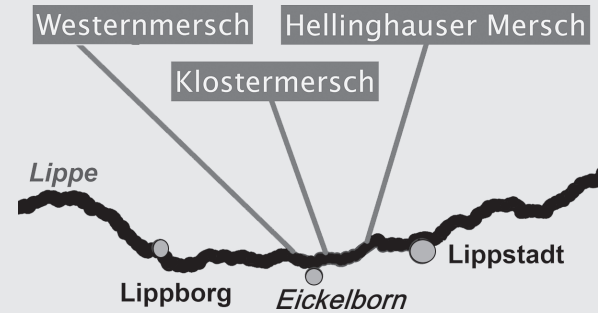 Westernmersch
Hellinghauser Mersch
Klostermersch
Lippe
Lippstadt
Lippborg
Eickelborn